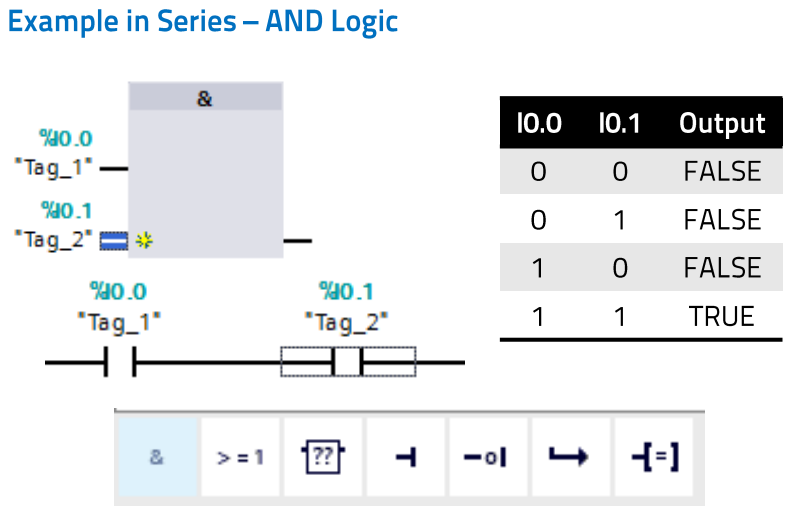 Example in Series – AND Logic
&
%I0.0
"Tag_1"
%I0.1
"Tag_2"
%I0.0
"Tag_1"
%I0.1
"Tag_2"
I0.0 I0.1 Output
0 0 FALSE
0 1 FALSE
1 0 FALSE
1 1 TRUE
& >=1 ?? -[=]